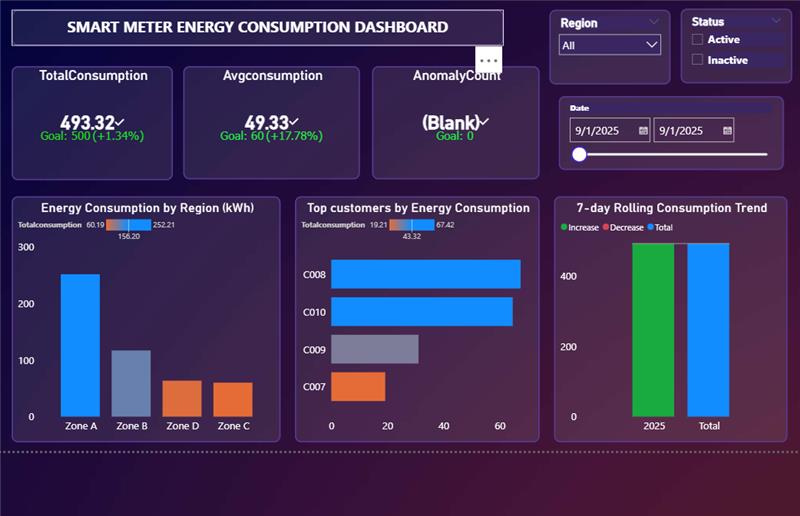 SMART METER ENERGY CONSUMPTION DASHBOARD
Region
All
Status
Active
Inactive
TotalConsumption
493.32
Goal: 500 (+1.34%)
Avgconsumption
49.33
Goal: 60 (+17.78%)
AnomalyCount
(Blank)
Goal: 0
Date
9/1/2025
9/1/2025
Energy Consumption by Region (kWh)
Totalconsumption 60.19 252.21
156.20
300
200
100
0
Zone A Zone B Zone D Zone C
Top customers by Energy Consumption
Totalconsumption 19.21 67.42
43.32
C008
C010
C009
C007
0 20 40 60
7-day Rolling Consumption Trend
Increase Decrease Total
400
200
0
2025 Total